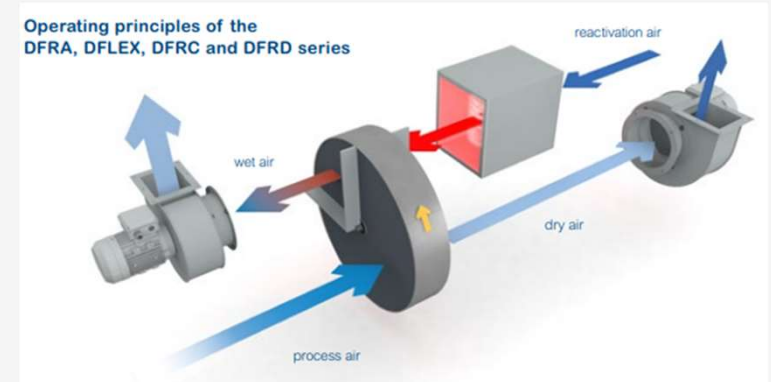 Operating principles of the
DFRA, DFLEX, DFRC and DFRD series
reactivation air
wet air
dry air
process air